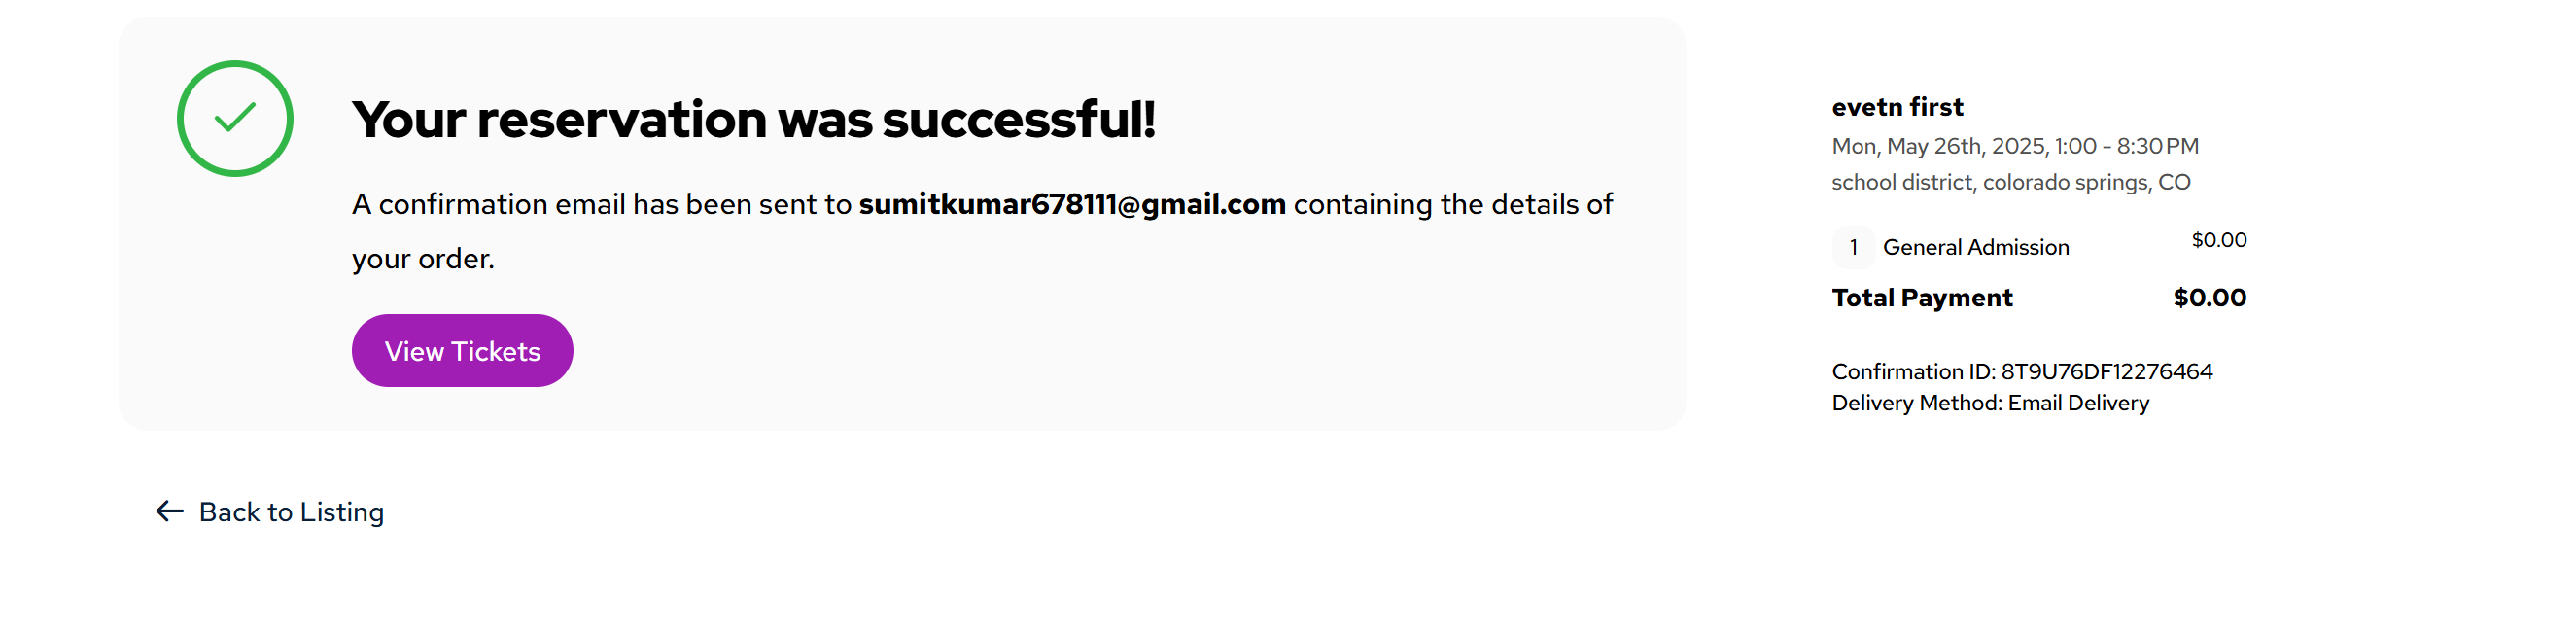 Your reservation was successful!
A confirmation email has been sent to sumitkumar678111@gmail.com containing the details of
your order.
View Tickets
← Back to Listing
evetn first
Mon, May 26th, 2025, 1:00 - 8:30 PM
school district, colorado springs, CO
1 General Admission $0.00
Total Payment $0.00
Confirmation ID: 8T9U76DF12276464
Delivery Method: Email Delivery